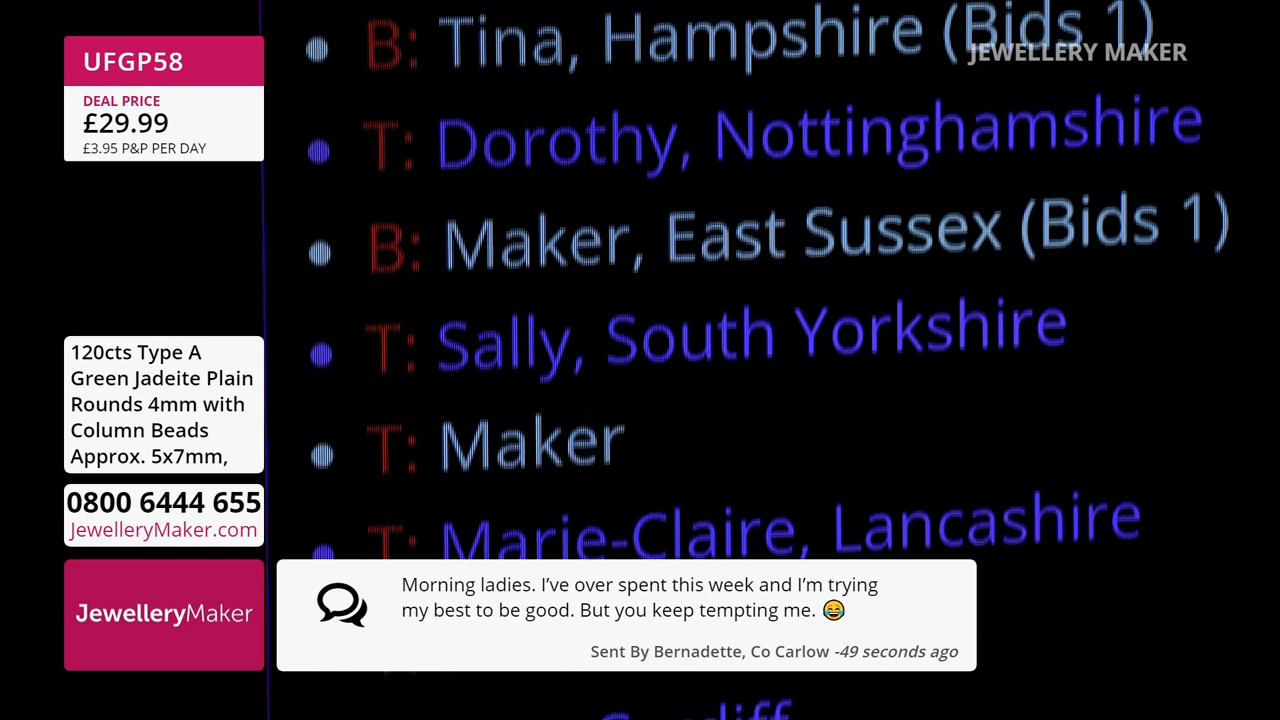 UFGP58
DEAL PRICE
£29.99
£3.95 P&P PER DAY
120cts Type A
Green Jadeite Plain
Rounds 4mm with
Column Beads
Approx. 5x7mm,
0800 6444 655
JewelleryMaker.com
JewelleryMaker
JEWELLERY MAKER
• B: Tina, Hampshire (Bids 1)
• T: Dorothy, Nottinghamshire
• B: Maker, East Sussex (Bids 1)
• T: Sally, South Yorkshire
• T: Maker
• T: Marie-Claire, Lancashire
Morning ladies. I’ve over spent this week and I’m trying
my best to be good. But you keep tempting me. 😂
Sent By Bernadette, Co Carlow -49 seconds ago